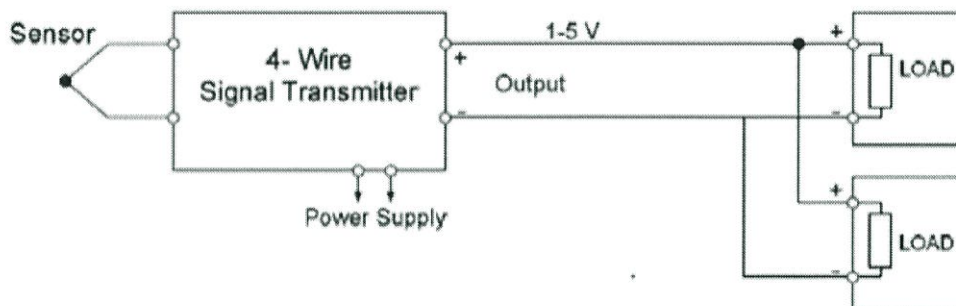 Sensor
4- Wire
Signal Transmitter
1-5 V
+
Output
-
Power Supply
+
LOAD
-
+
LOAD
-